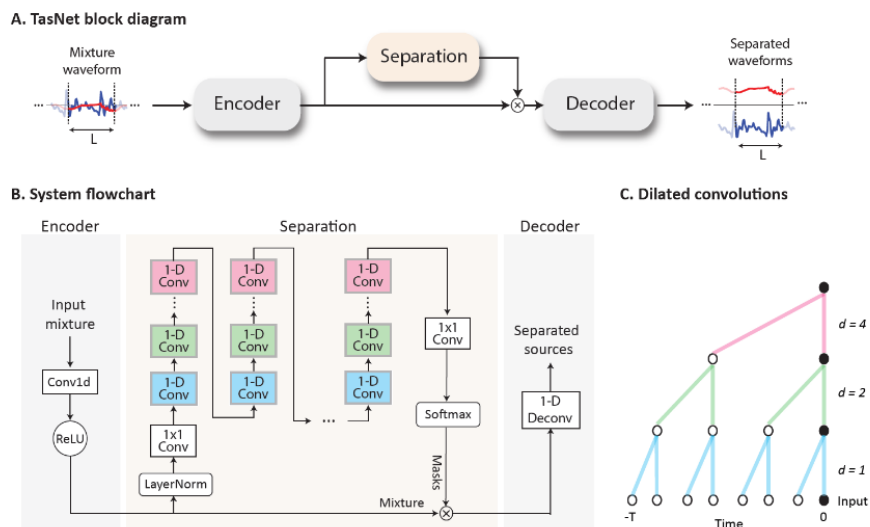 A. TasNet block diagram
Mixture
waveform
...
...
L
Encoder
Separation
Decoder
Separated
waveforms
...
...
L
B. System flowchart
Encoder
Separation
Decoder
Input
mixture
Conv1d
ReLU
LayerNorm
1x1
Conv
1-D
Conv
1-D
Conv
...
1-D
Conv
1-D
Conv
1-D
Conv
...
1-D
Conv
...
1-D
Conv
1-D
Conv
...
1-D
Conv
1x1
Conv
Softmax
Masks
Mixture
Separated
sources
1-D
Deconv
C. Dilated convolutions
d = 4
d = 2
d = 1
Input
-T
Time
0